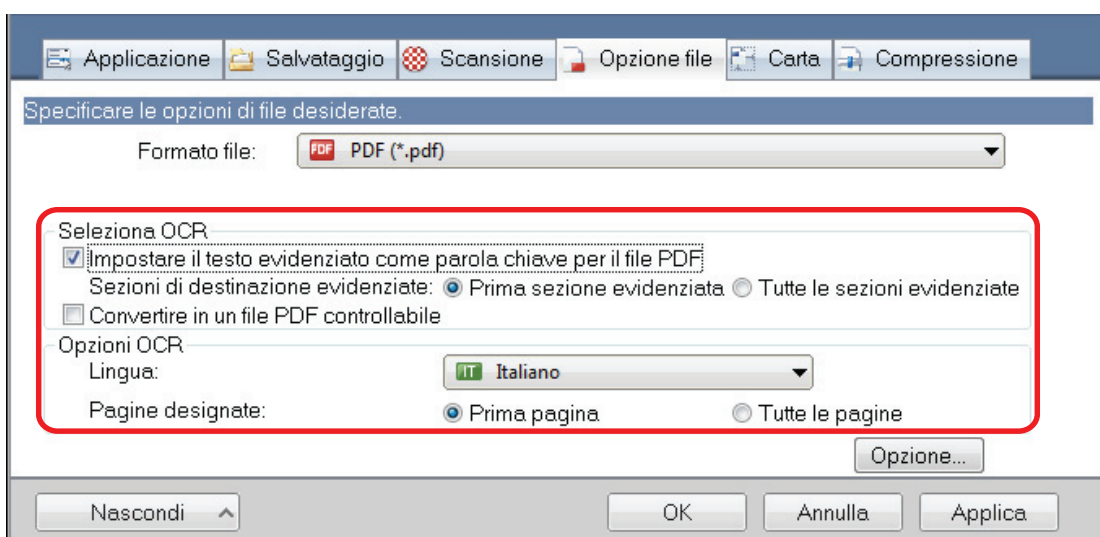 Applicazione Salvataggio Scansione Opzione file Carta Compressione
Specificare le opzioni di file desiderate.
Formato file: PDF PDF (*.pdf)
Seleziona OCR
Impostare il testo evidenziato come parola chiave per il file PDF
Sezioni di destinazione evidenziate: Prima sezione evidenziata Tutte le sezioni evidenziate
Convertire in un file PDF controllabile
Opzioni OCR
Lingua: IT Italiano
Pagine designate: Prima pagina Tutte le pagine
Opzione...
Nascondi OK Annulla Applica